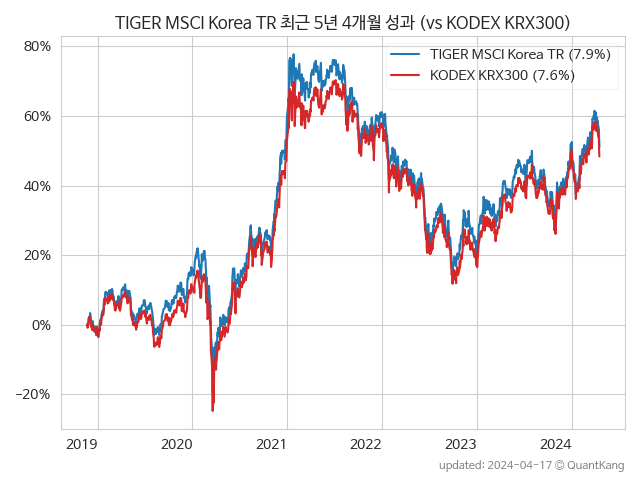 TIGER MSCI Korea TR 최근 5년 4개월 성과 (vs KODEX KRX300)
80%
60%
40%
20%
0%
−20%
TIGER MSCI Korea TR (7.9%)
KODEX KRX300 (7.6%)
2019 2020 2021 2022 2023 2024
updated: 2024-04-17 © QuantKang